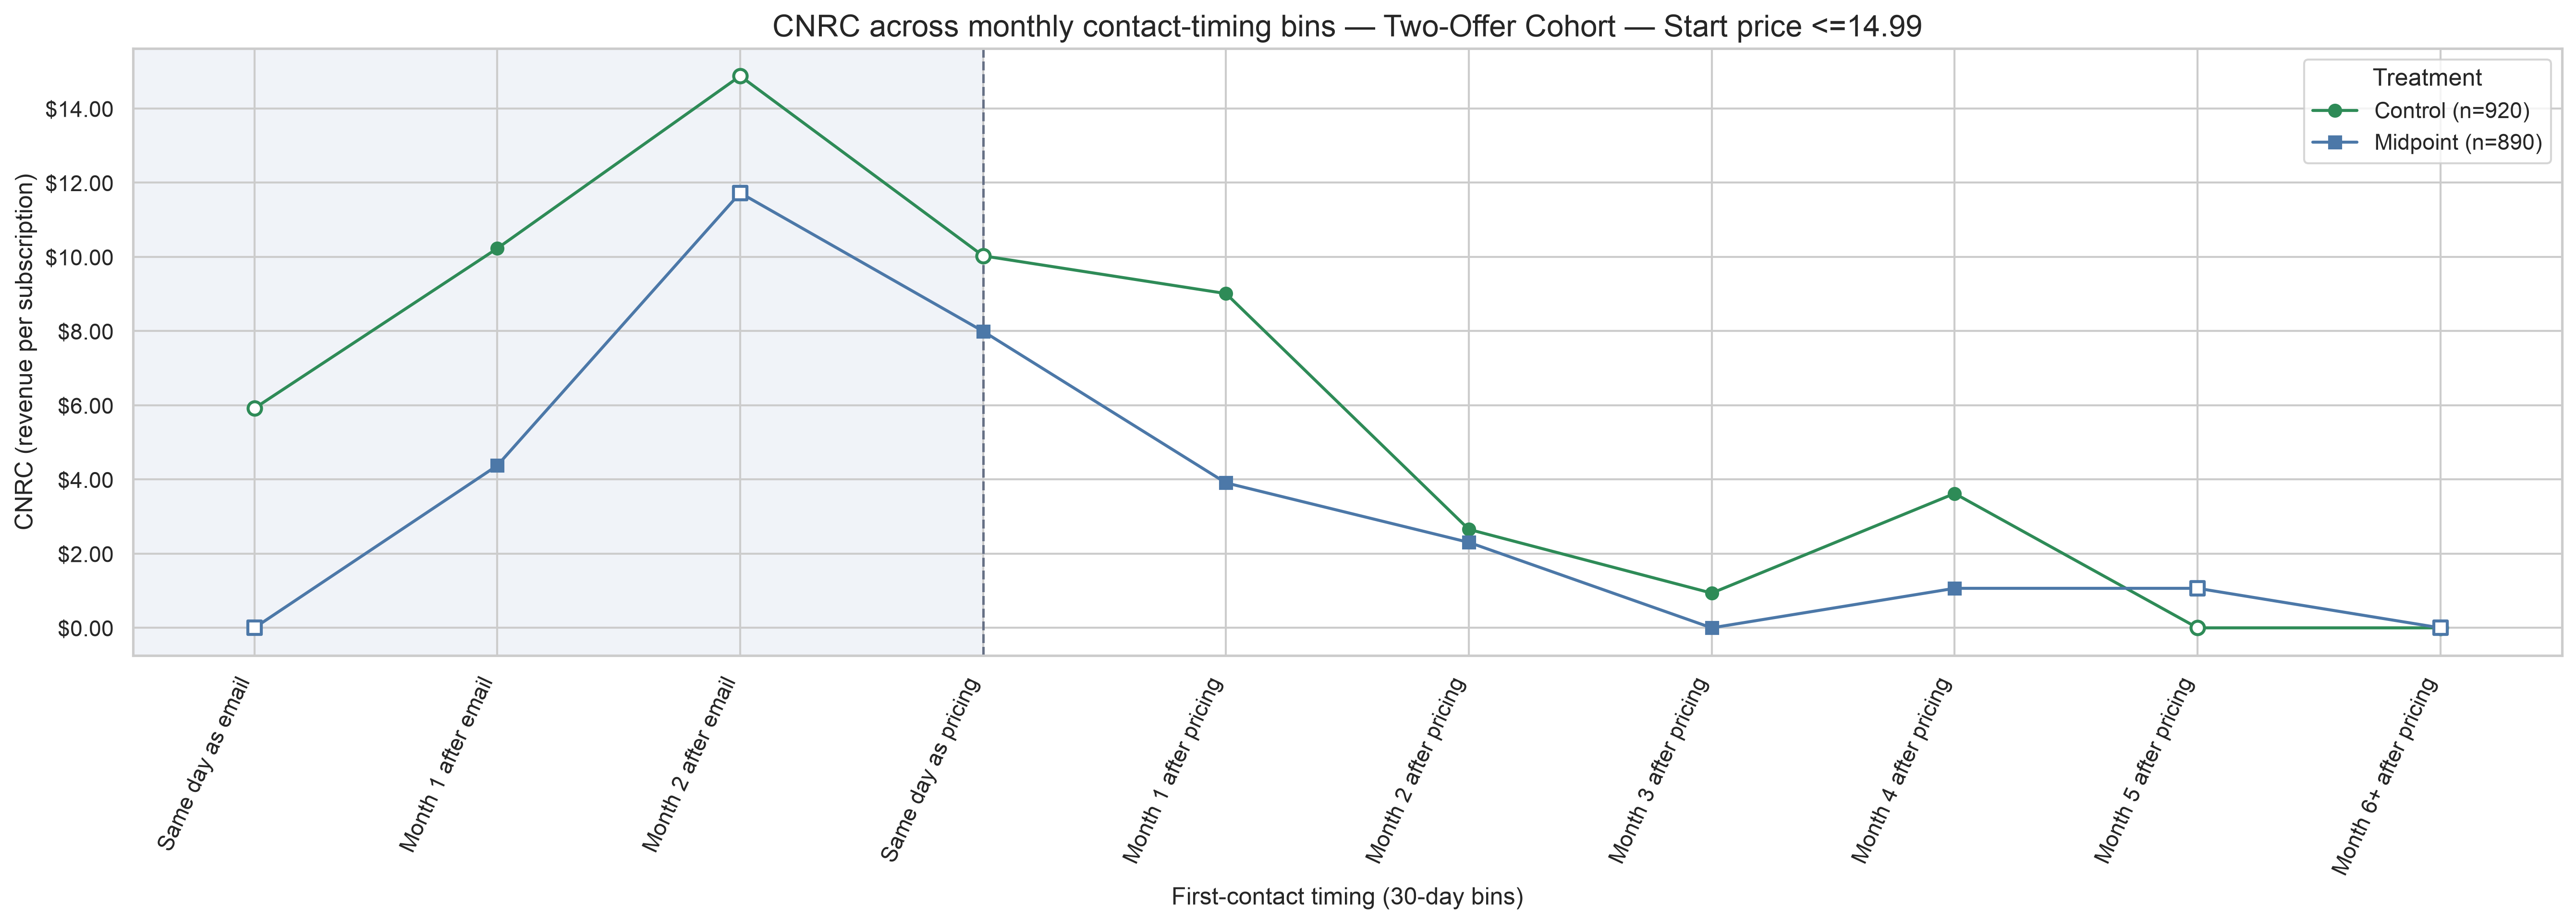 CNRC across monthly contact-timing bins — Two-Offer Cohort — Start price <=14.99
CNRC (revenue per subscription)
$14.00
$12.00
$10.00
$8.00
$6.00
$4.00
$2.00
$0.00
Treatment
Control (n=920)
Midpoint (n=890)
Same day as email
Month 1 after email
Month 2 after email
Same day as pricing
Month 1 after pricing
Month 2 after pricing
Month 3 after pricing
Month 4 after pricing
Month 5 after pricing
Month 6+ after pricing
First-contact timing (30-day bins)